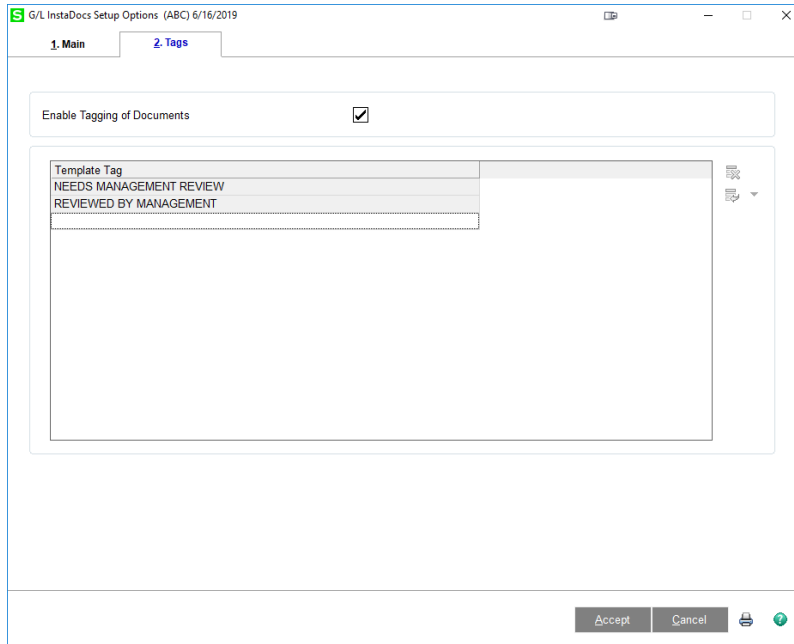 S G/L InstaDocs Setup Options (ABC) 6/16/2019
1. Main
2. Tags
Enable Tagging of Documents
Template Tag
NEEDS MANAGEMENT REVIEW
REVIEWED BY MANAGEMENT
Accept
Cancel
?